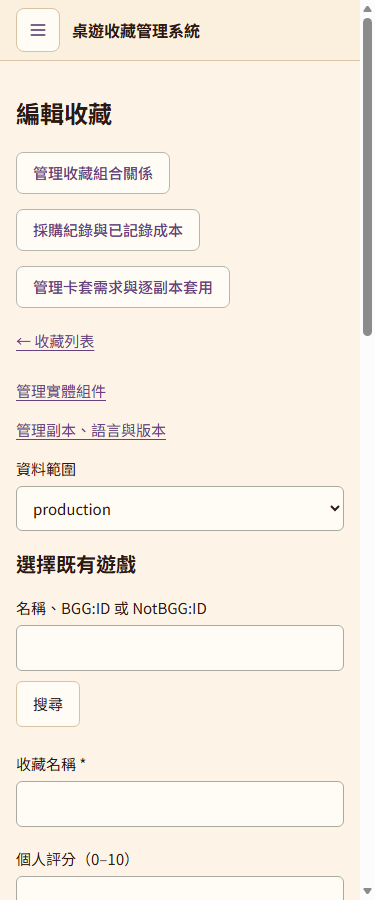 桌遊收藏管理系統
編輯收藏
管理收藏組合關係
採購紀錄與已記錄成本
管理卡套需求與逐副本套用
← 收藏列表
管理實體組件
管理副本、語言與版本
資料範圍
production
選擇既有遊戲
名稱、BGG:ID 或 NotBGG:ID
搜尋
收藏名稱 *
個人評分（0–10）